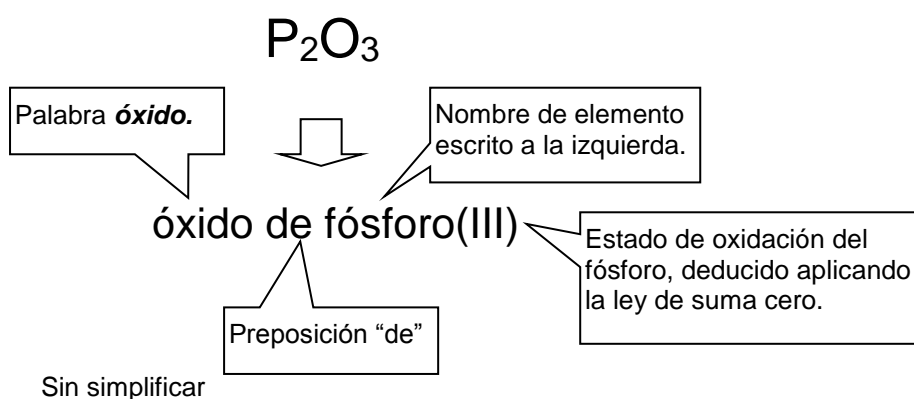 P₂O₃
Palabra óxido.
Nombre de elemento
escrito a la izquierda.
óxido de fósforo(III)
Estado de oxidación del
fósforo, deducido aplicando
la ley de suma cero.
Preposición “de”
Sin simplificar